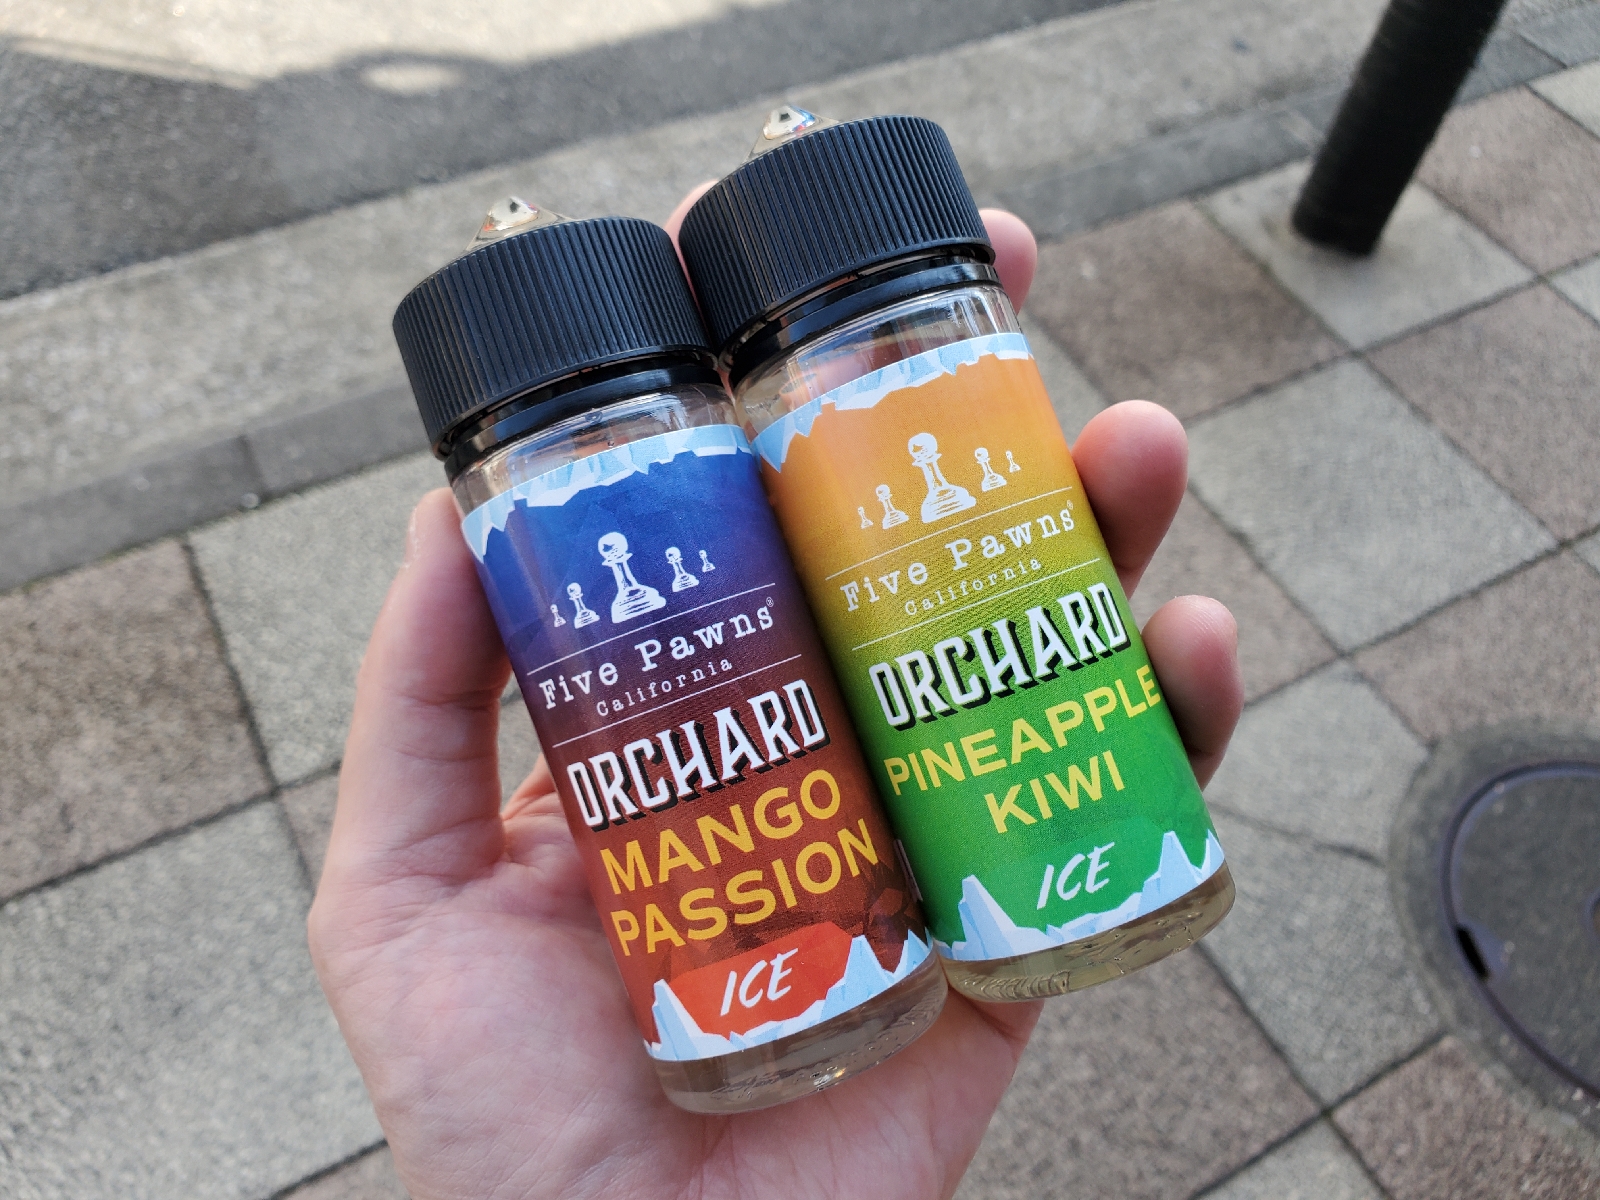 Five Pawns®
California
ORCHARD
MANGO
PASSION
ICE
Five Pawns®
California
ORCHARD
PINEAPPLE
KIWI
ICE